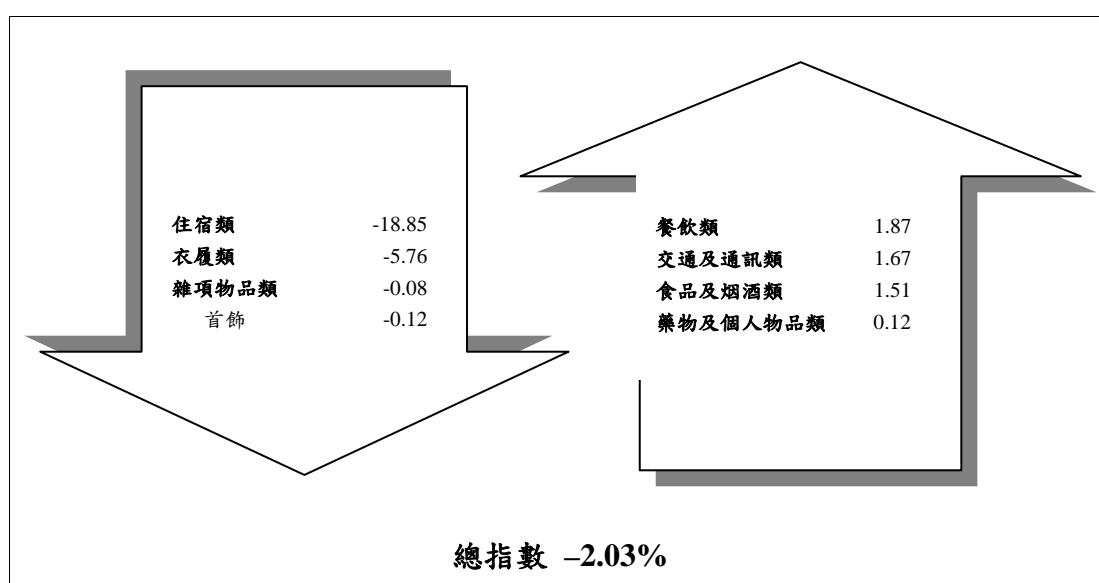 住宿類 -18.85
衣履類 -5.76
雜項物品類 -0.08
首飾 -0.12
餐飲類 1.87
交通及通訊類 1.67
食品及烟酒類 1.51
藥物及個人物品類 0.12
總指數 –2.03%